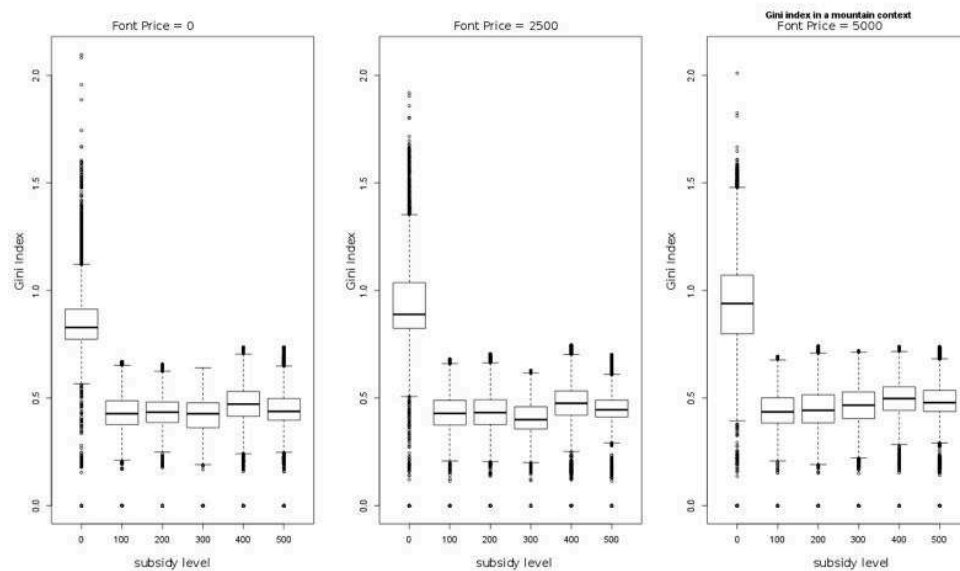 Gini index in a mountain context
Font Price = 0
Font Price = 2500
Font Price = 5000
Gini Index
2.0
1.5
1.0
0.5
0.0
0 100 200 300 400 500
subsidy level
Gini Index
2.0
1.5
1.0
0.5
0.0
0 100 200 300 400 500
subsidy level
Gini Index
2.0
1.5
1.0
0.5
0.0
0 100 200 300 400 500
subsidy level